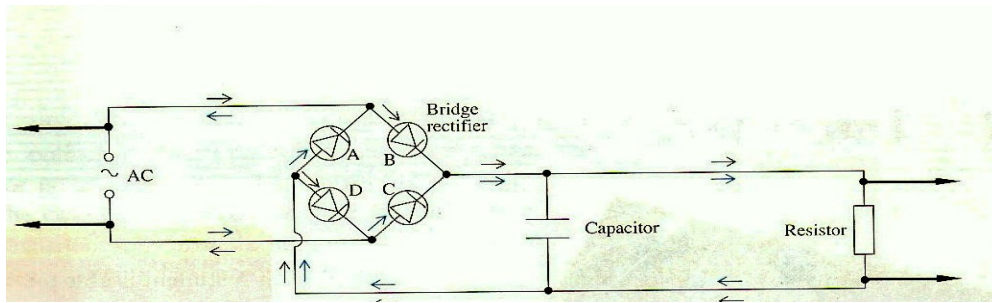 Bridge
rectifier
A
B
AC
D
C
Capacitor
Resistor